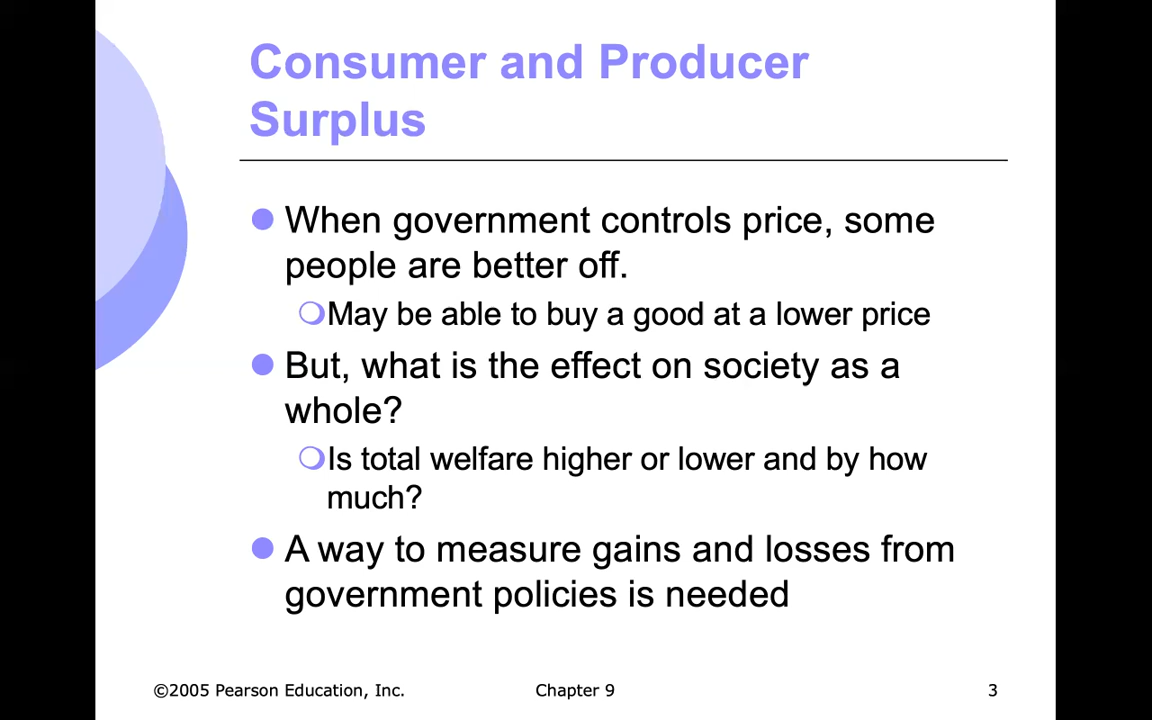 Consumer and Producer
Surplus
When government controls price, some
people are better off.
May be able to buy a good at a lower price
But, what is the effect on society as a
whole?
Is total welfare higher or lower and by how
much?
A way to measure gains and losses from
government policies is needed
©2005 Pearson Education, Inc. Chapter 9 3